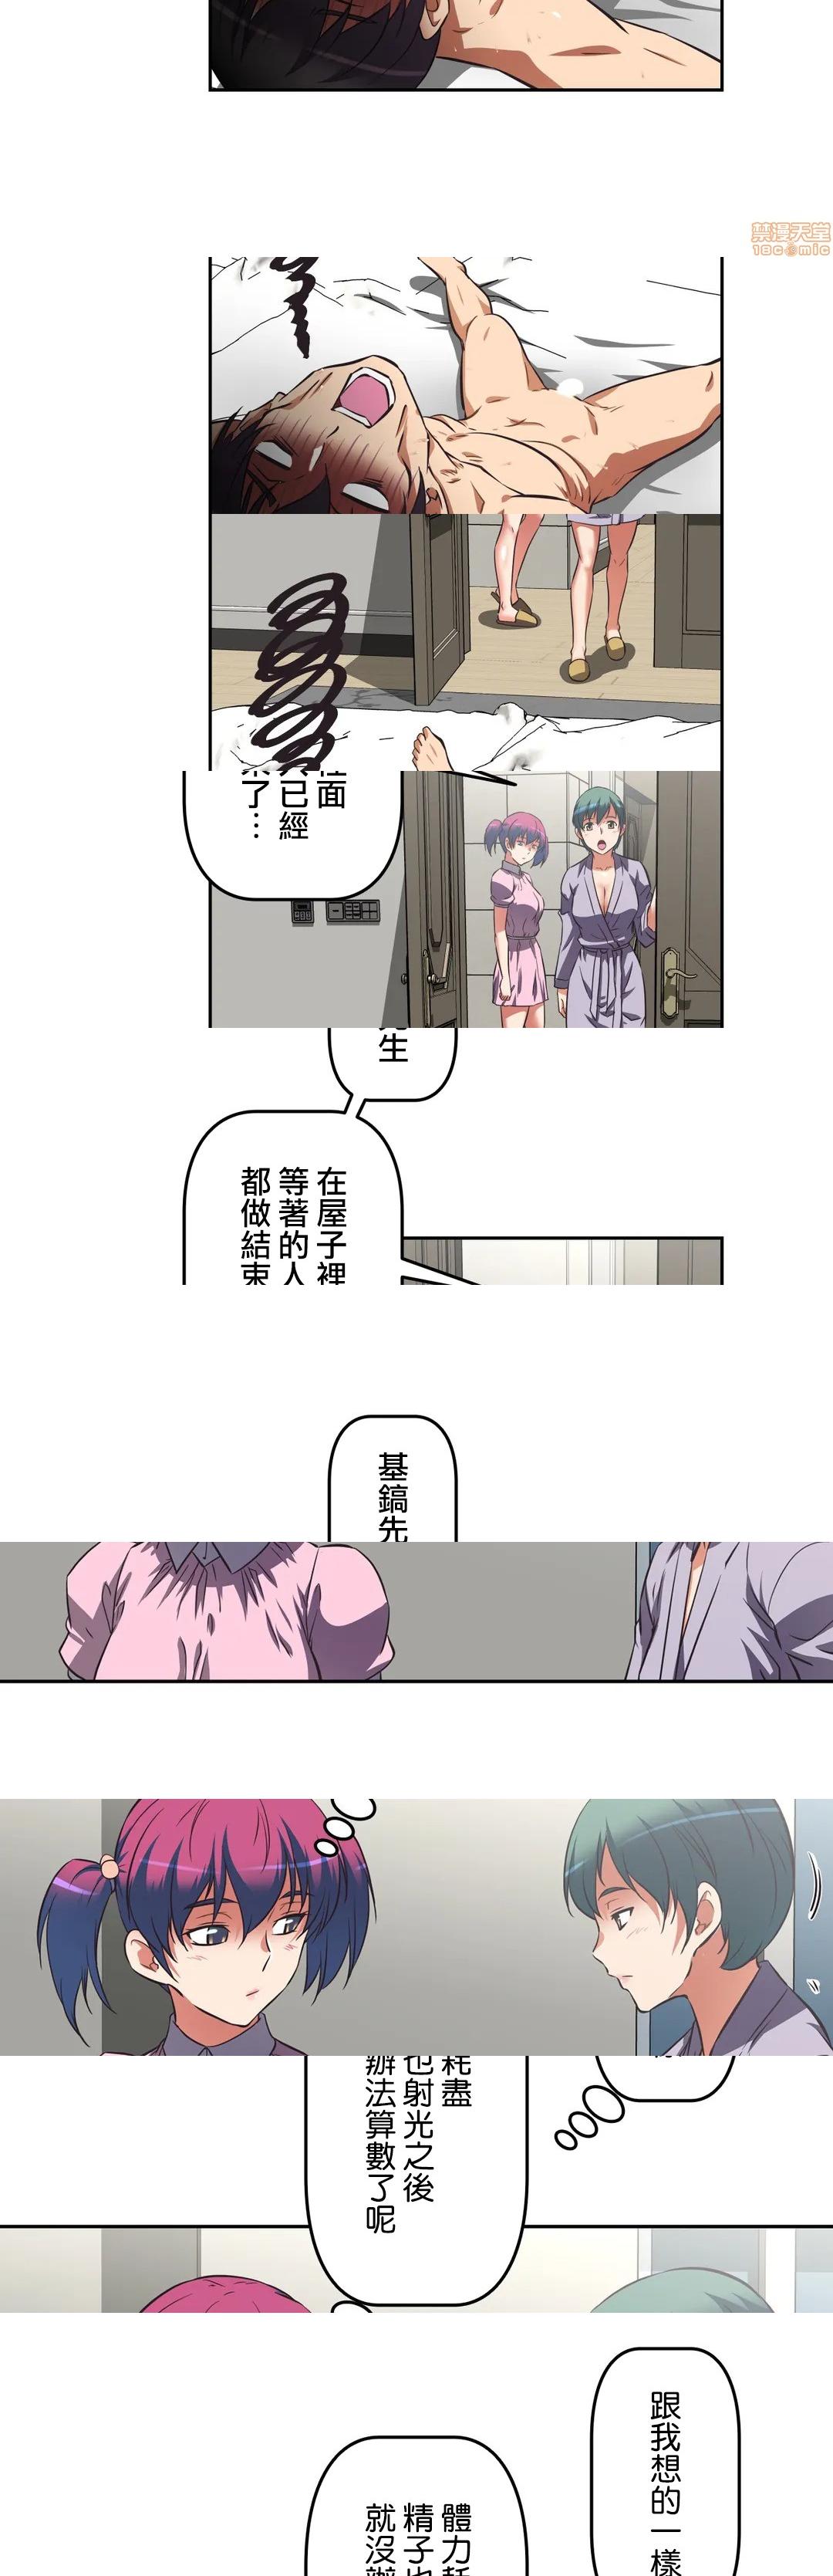 禁漫天堂
18comic
面
已經
了…
生
在屋子裡
等著的人
都做結束
基鎬先
耗盡
也射光之後
辦法算數了呢
跟我想的一樣
體力
精子也
就沒辦